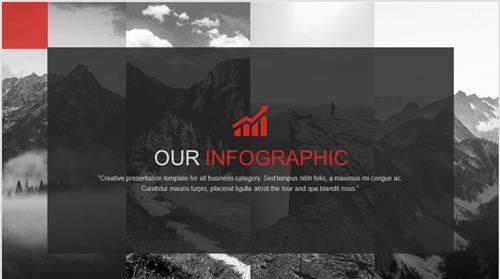 OUR INFOGRAPHIC
"Creative presentation template for all business category. Sed tempus nibh felis, a maximus mi congue ac.
Curabitur mauris turpis, placerat ligulla atristi the tour and que blandit risus."